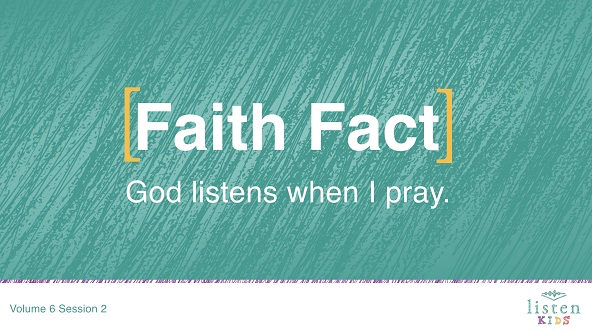 [Faith Fact]
God listens when I pray.
Volume 6 Session 2
listen
KIDS